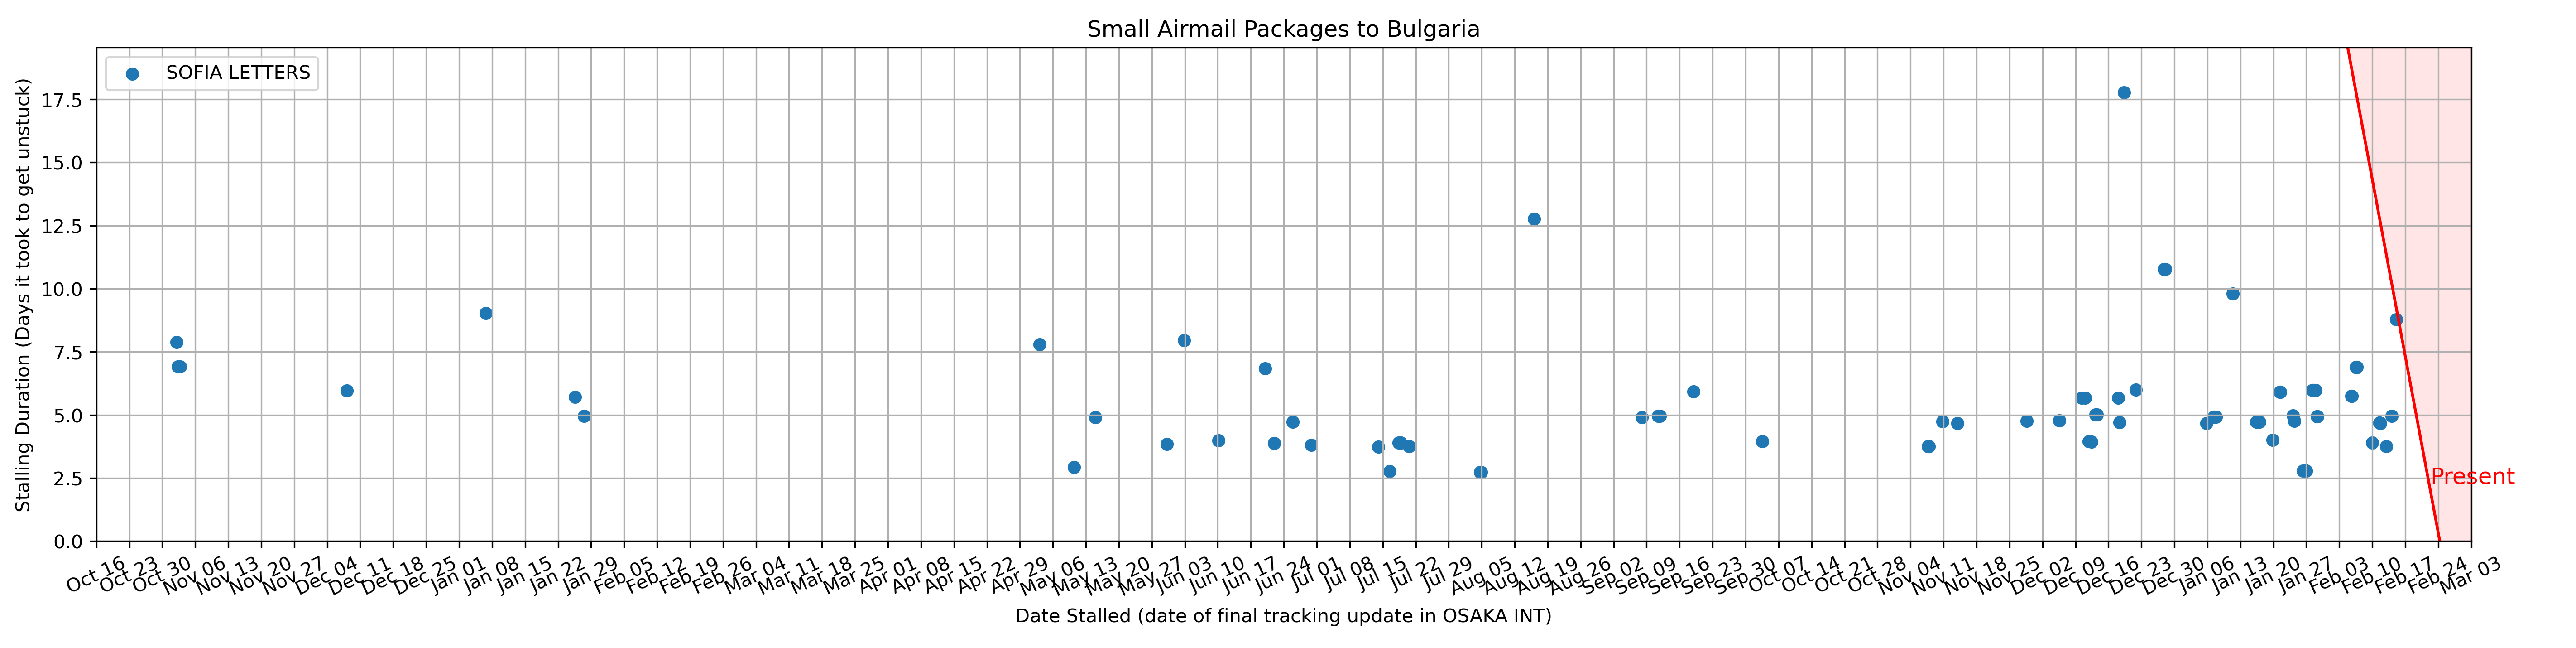 Small Airmail Packages to Bulgaria
SOFIA LETTERS
Stalling Duration (Days it took to get unstuck)
17.5
15.0
12.5
10.0
7.5
5.0
2.5
0.0
Present
Oct 16
Oct 23
Oct 30
Nov 06
Nov 13
Nov 20
Nov 27
Dec 04
Dec 11
Dec 18
Dec 25
Jan 01
Jan 08
Jan 15
Jan 22
Jan 29
Feb 05
Feb 12
Feb 19
Feb 26
Mar 04
Mar 11
Mar 18
Mar 25
Apr 01
Apr 08
Apr 15
Apr 22
Apr 29
May 06
May 13
May 20
May 27
Jun 03
Jun 10
Jun 17
Jun 24
Jul 01
Jul 08
Jul 15
Jul 22
Jul 29
Aug 05
Aug 12
Aug 19
Aug 26
Sep 02
Sep 09
Sep 16
Sep 23
Sep 30
Oct 07
Oct 14
Oct 21
Oct 28
Nov 04
Nov 11
Nov 18
Nov 25
Dec 02
Dec 09
Dec 16
Dec 23
Dec 30
Jan 06
Jan 13
Jan 20
Jan 27
Feb 03
Feb 10
Feb 17
Feb 24
Mar 03
Date Stalled (date of final tracking update in OSAKA INT)